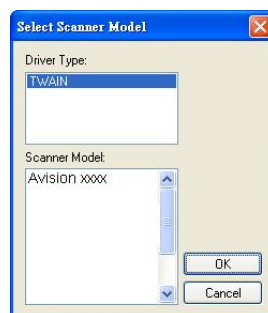 Select Scanner Model
Driver Type:
TWAIN
Scanner Model:
Avision xxxx
OK
Cancel